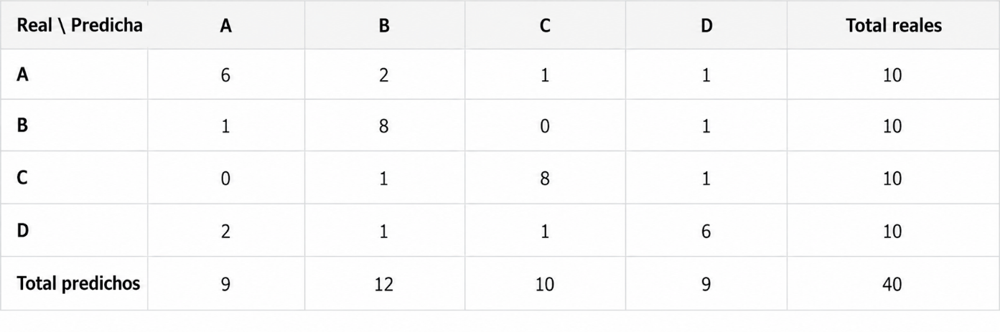 Real \ Predicha A B C D Total reales
A 6 2 1 1 10
B 1 8 0 1 10
C 0 1 8 1 10
D 2 1 1 6 10
Total predichos 9 12 10 9 40